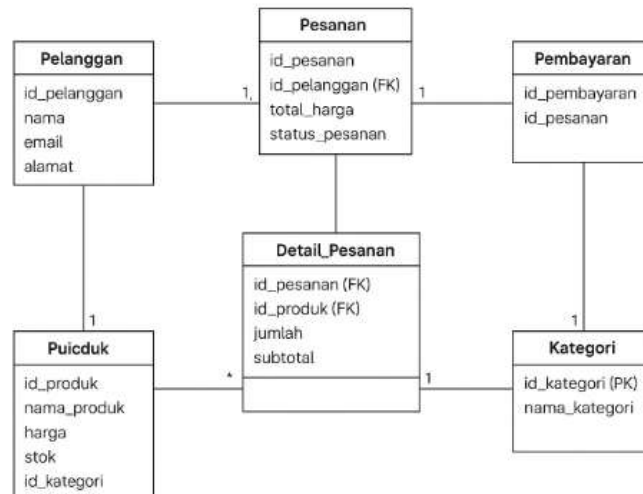 Pelanggan
id_pelanggan
nama
email
alamat
1,
Pesanan
id_pesanan
id_pelanggan (FK)
total_harga
status_pesanan
1
Pembayaran
id_pembayaran
id_pesanan
Detail_Pesanan
id_pesanan (FK)
id_produk (FK)
jumlah
subtotal
1
Puicduk
id_produk
nama_produk
harga
stok
id_kategori
*
1
1
Kategori
id_kategori (PK)
nama_kategori